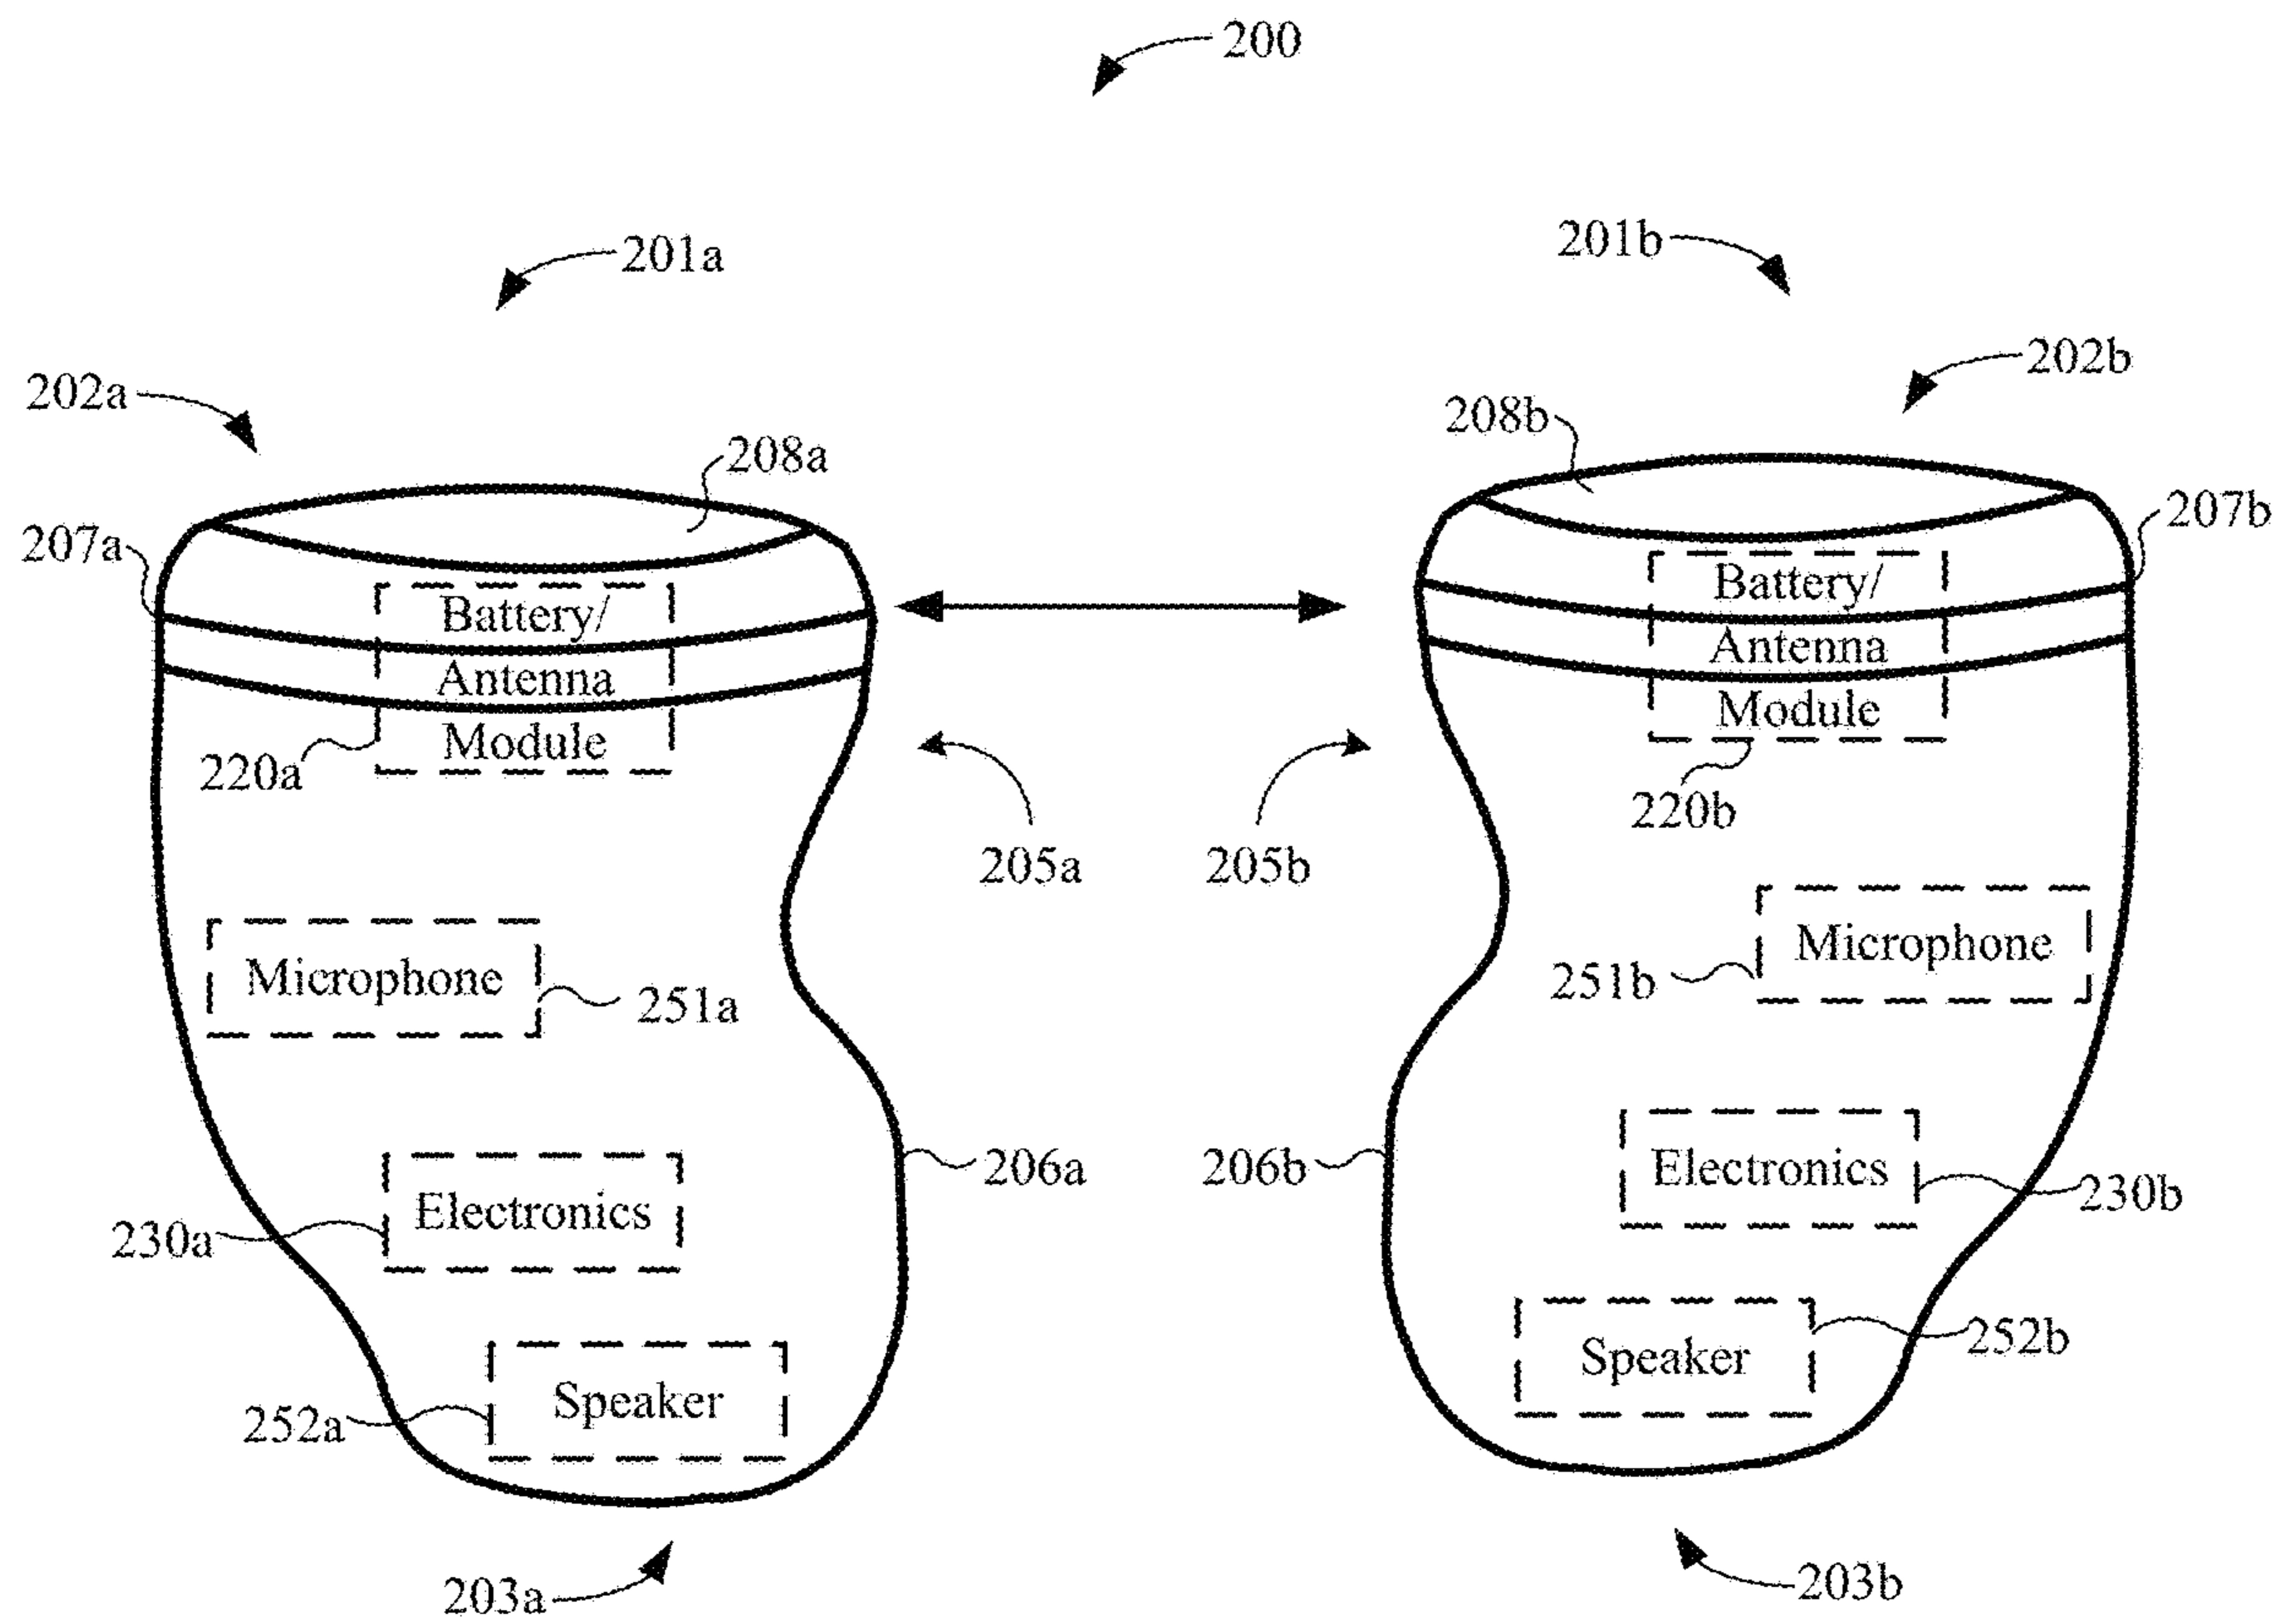 200
201a
201b
202a
202b
208a
208b
207a
207b
Battery/
Antenna
Module
220a
Battery/
Antenna
Module
220b
205a
205b
Microphone
251a
Microphone
251b
206a
206b
Electronics
230a
Electronics
230b
Speaker
252a
Speaker
252b
203a
203b